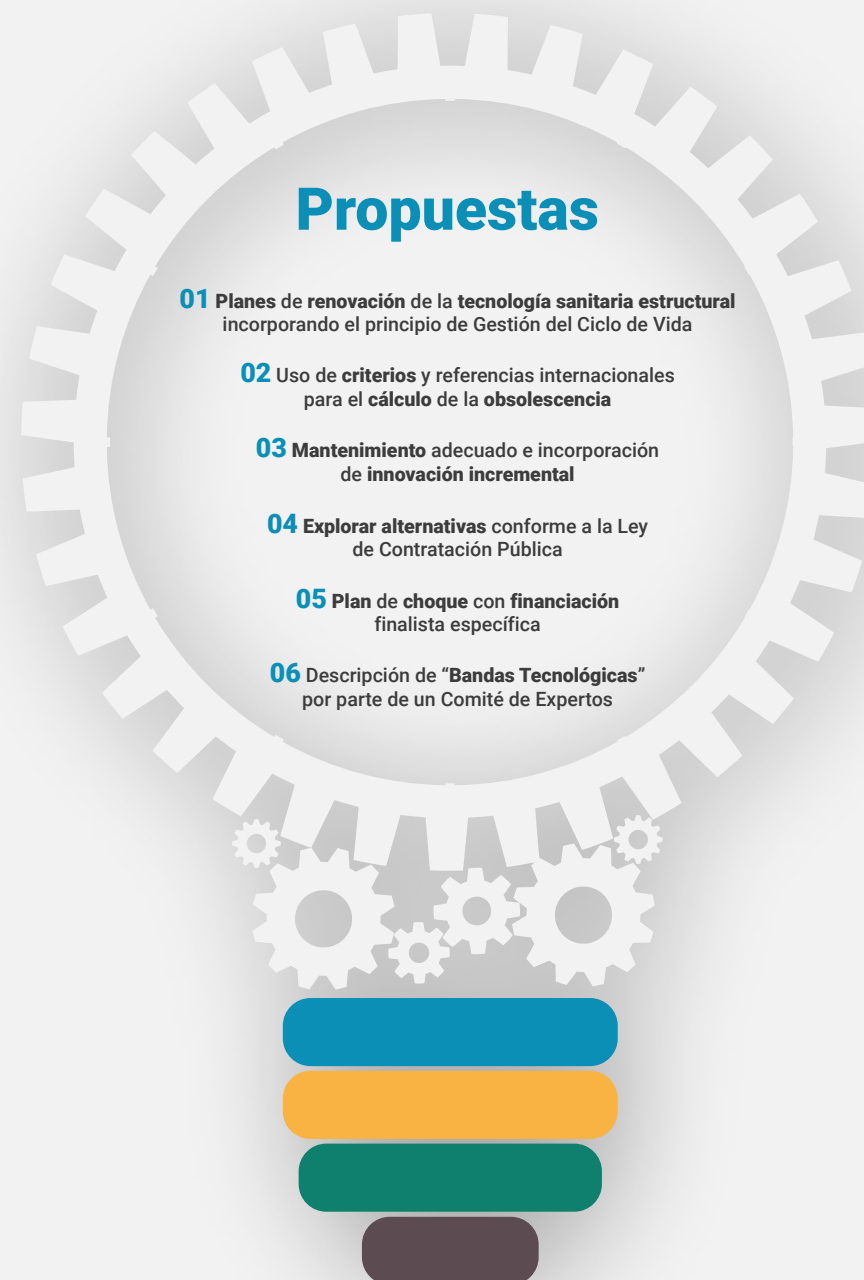 Propuestas
01 Planes de renovación de la tecnología sanitaria estructural
incorporando el principio de Gestión del Ciclo de Vida
02 Uso de criterios y referencias internacionales
para el cálculo de la obsolescencia
03 Mantenimiento adecuado e incorporación
de innovación incremental
04 Explorar alternativas conforme a la Ley
de Contratación Pública
05 Plan de choque con financiación
finalista específica
06 Descripción de “Bandas Tecnológicas”
por parte de un Comité de Expertos